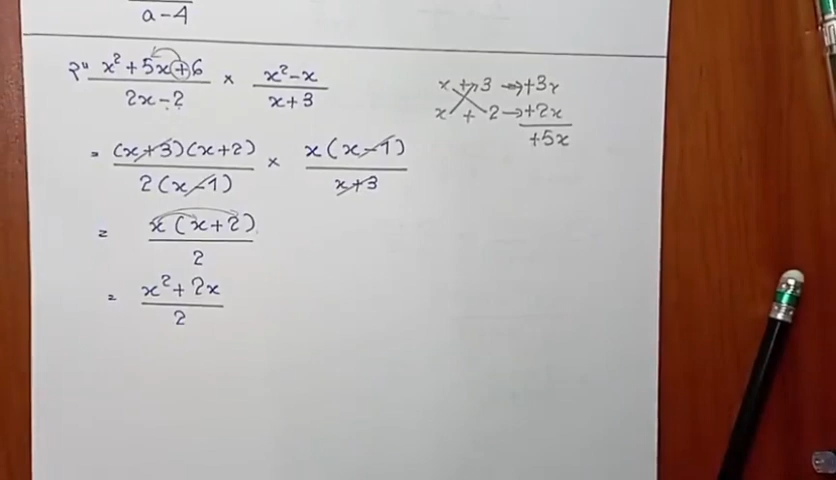 a-4
२" x²+5x+6 / 2x-2 × x²-x / x+3
x +3 → +3x
x + 2 → +2x
+5x
= (x+3)(x+2) / 2(x-1) × x(x-1) / x+3
= x(x+2) / 2
= x²+2x / 2